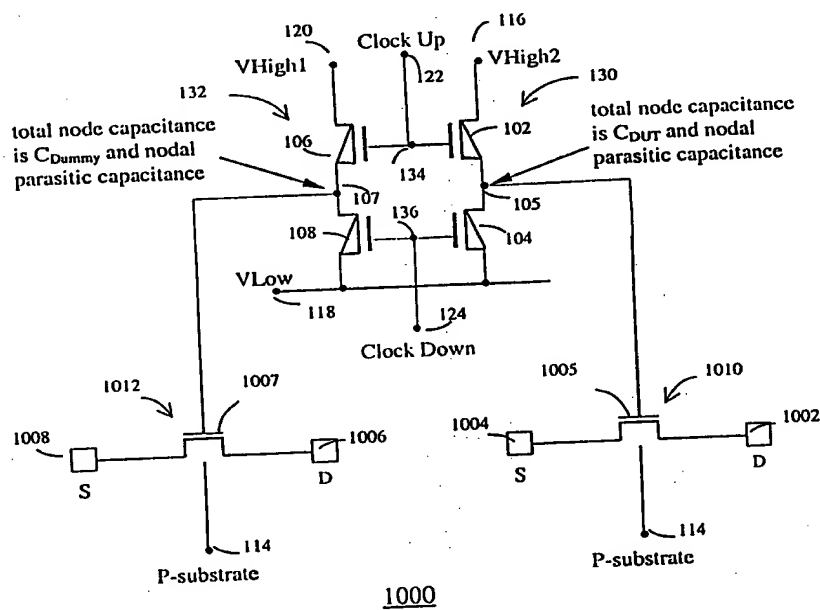 120
Clock Up
116
VHigh1
22
VHigh2
132
130
total node capacitance
is CDummy and nodal
parasitic capacitance
106
102
total node capacitance
is CDUT and nodal
parasitic capacitance
134
107
105
108
136
104
VLow
118
124
Clock Down
1012
1007
1005
1010
1008
1006
1004
1002
S
D
S
D
114
114
P-substrate
P-substrate
1000